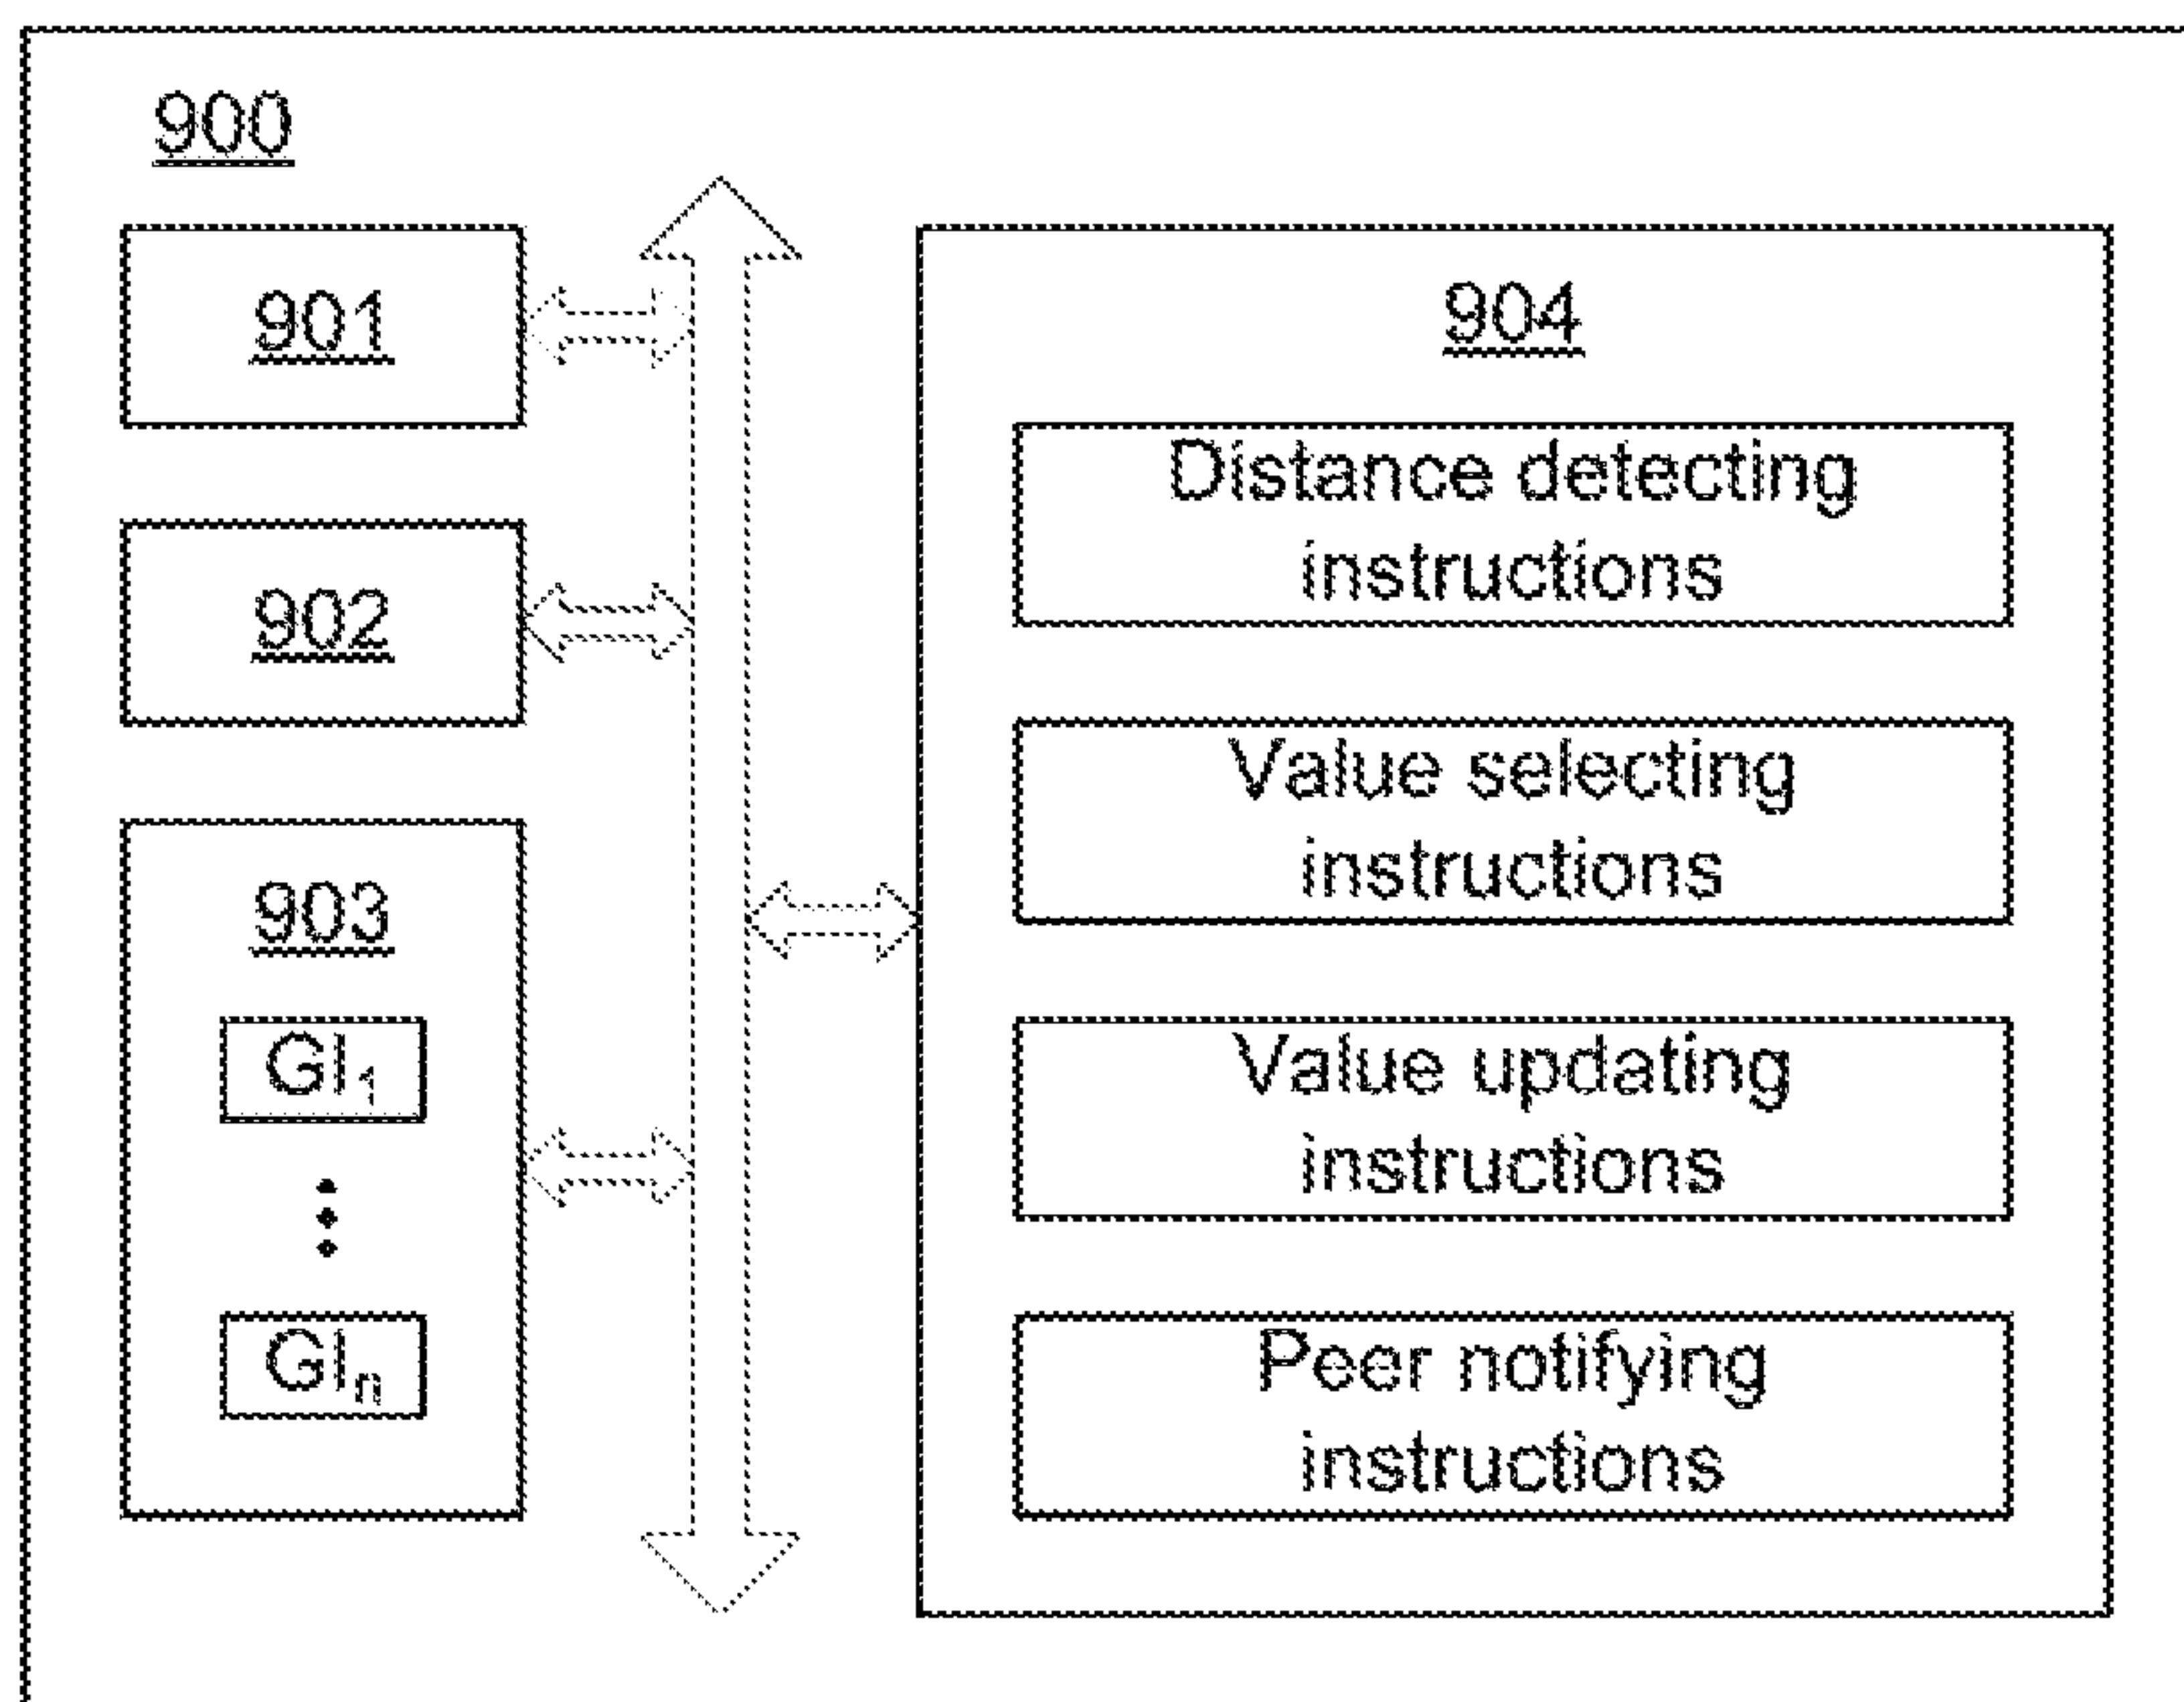 900
901
902
903
GI1
GIn
904
Distance detecting
instructions
Value selecting
instructions
Value updating
instructions
Peer notifying
instructions